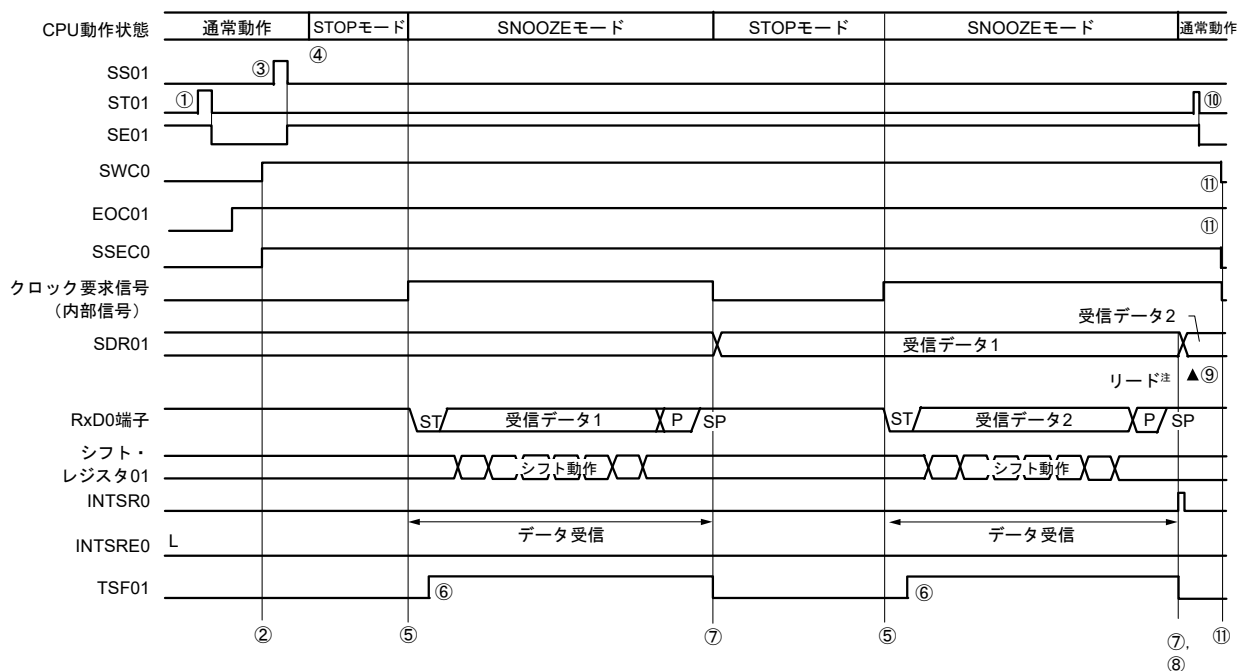 CPU動作状態 通常動作 STOPモード SNOOZEモード STOPモード SNOOZEモード 通常動作
④
SS01 ③
ST01 ① ⑩
SE01
SWC0 ⑪
EOC01
SSEC0 ⑪
クロック要求信号
(内部信号)
受信データ2
SDR01 受信データ1
リード注 ▲⑨
RxD0端子 ST 受信データ1 P SP ST 受信データ2 P SP
シフト・
レジスタ01 シフト動作 シフト動作
INTSR0
データ受信 データ受信
INTSRE0 L
TSF01 ⑥ ⑥
② ⑤ ⑦ ⑤ ⑦, ⑪
⑧